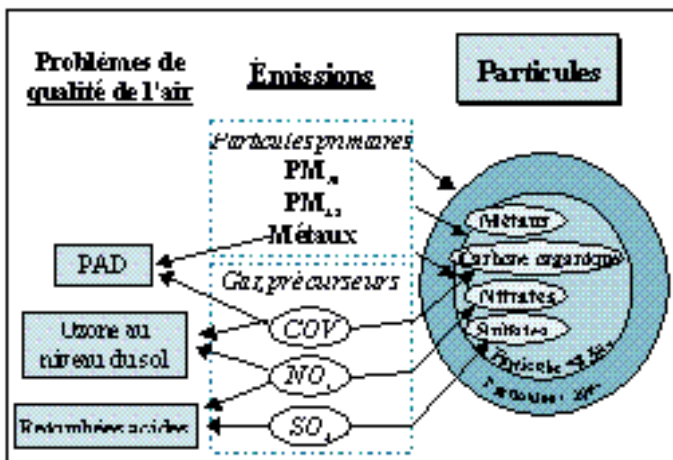 Problèmes de
qualité de l'air
Émissions
Particules
Particules primaires
PM
PM
Métaux
PAD
Gaz précurseurs
Métaux
Carbone organique
Nitrates
Sulfates
COV
Ozone au
niveau du sol
NO
Retombées acides
SO